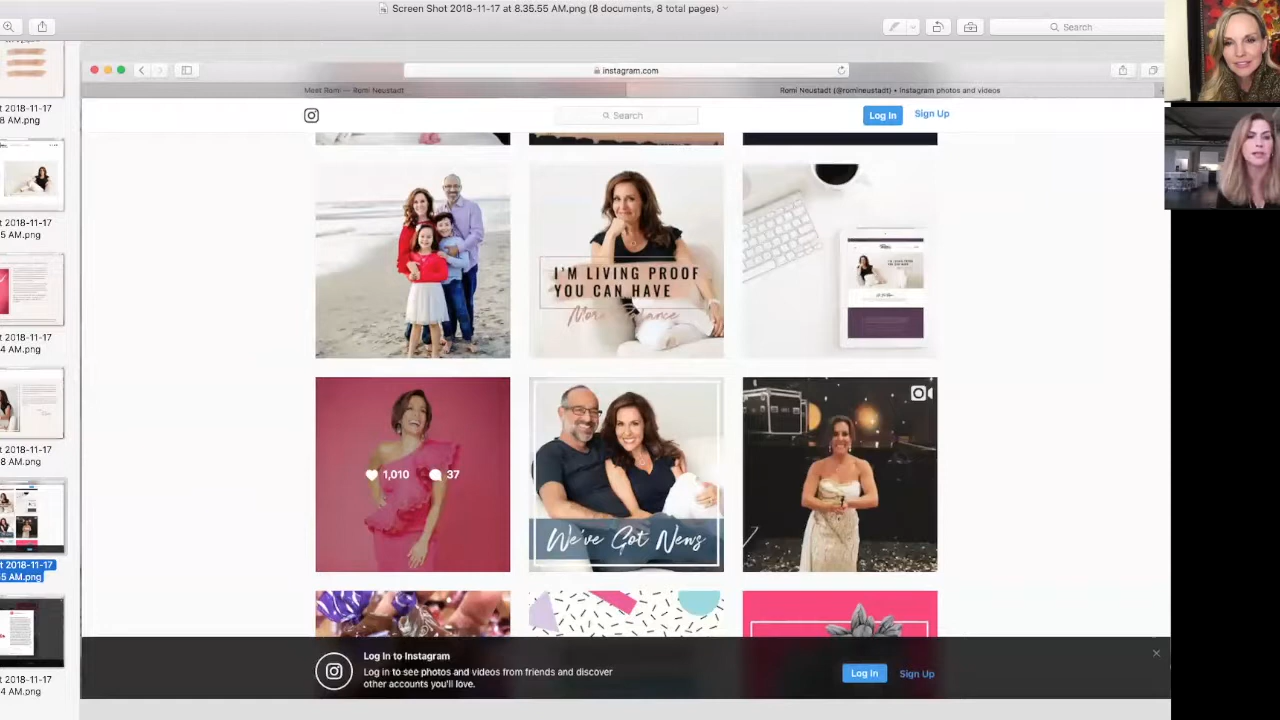 Screen Shot 2018-11-17 at 8.35.55 AM.png (8 documents, 8 total pages)
Search
instagram.com
Meet Romi — Romi Neustadt
Romi Neustadt (@romineustadt) • Instagram photos and videos
Search
Log In
Sign Up
t 2018-11-17
8 AM.png
t 2018-11-17
5 AM.png
t 2018-11-17
4 AM.png
t 2018-11-17
8 AM.png
t 2018-11-17
55 AM.png
t 2018-11-17
4 AM.png
I'M LIVING PROOF
YOU CAN HAVE
1,010
37
We've Got News
Log In to Instagram
Log in to see photos and videos from friends and discover
other accounts you'll love.
Log In
Sign Up